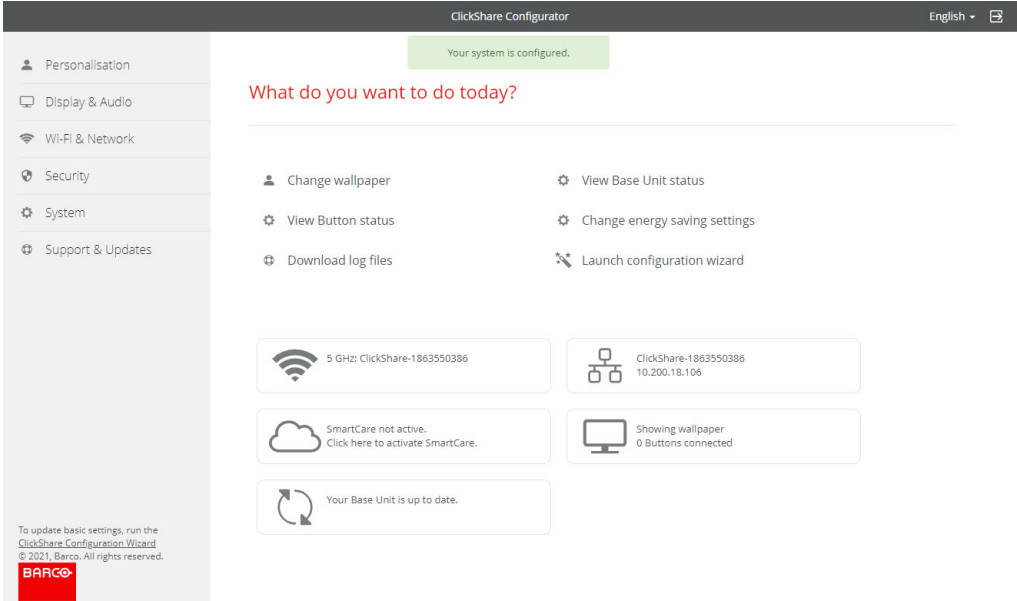 ClickShare Configurator
English
Your system is configured.
Personalisation
Display & Audio
Wi-Fi & Network
Security
System
Support & Updates
What do you want to do today?
Change wallpaper
View Base Unit status
View Button status
Change energy saving settings
Download log files
Launch configuration wizard
5 GHz: ClickShare-1863550386
ClickShare-1863550386
10.200.18.106
SmartCare not active.
Click here to activate SmartCare.
Showing wallpaper
0 Buttons connected
Your Base Unit is up to date.
To update basic settings, run the
ClickShare Configuration Wizard
© 2021, Barco. All rights reserved.
BARCO